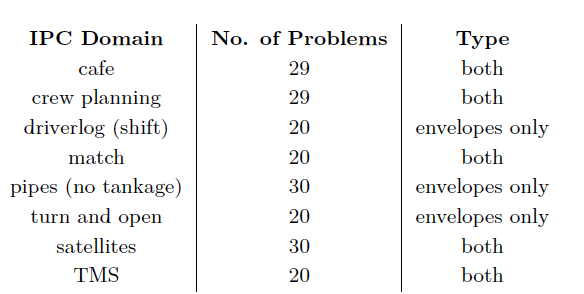 IPC Domain No. of Problems Type
cafe 29 both
crew planning 29 both
driverlog (shift) 20 envelopes only
match 20 both
pipes (no tankage) 30 envelopes only
turn and open 20 envelopes only
satellites 30 both
TMS 20 both